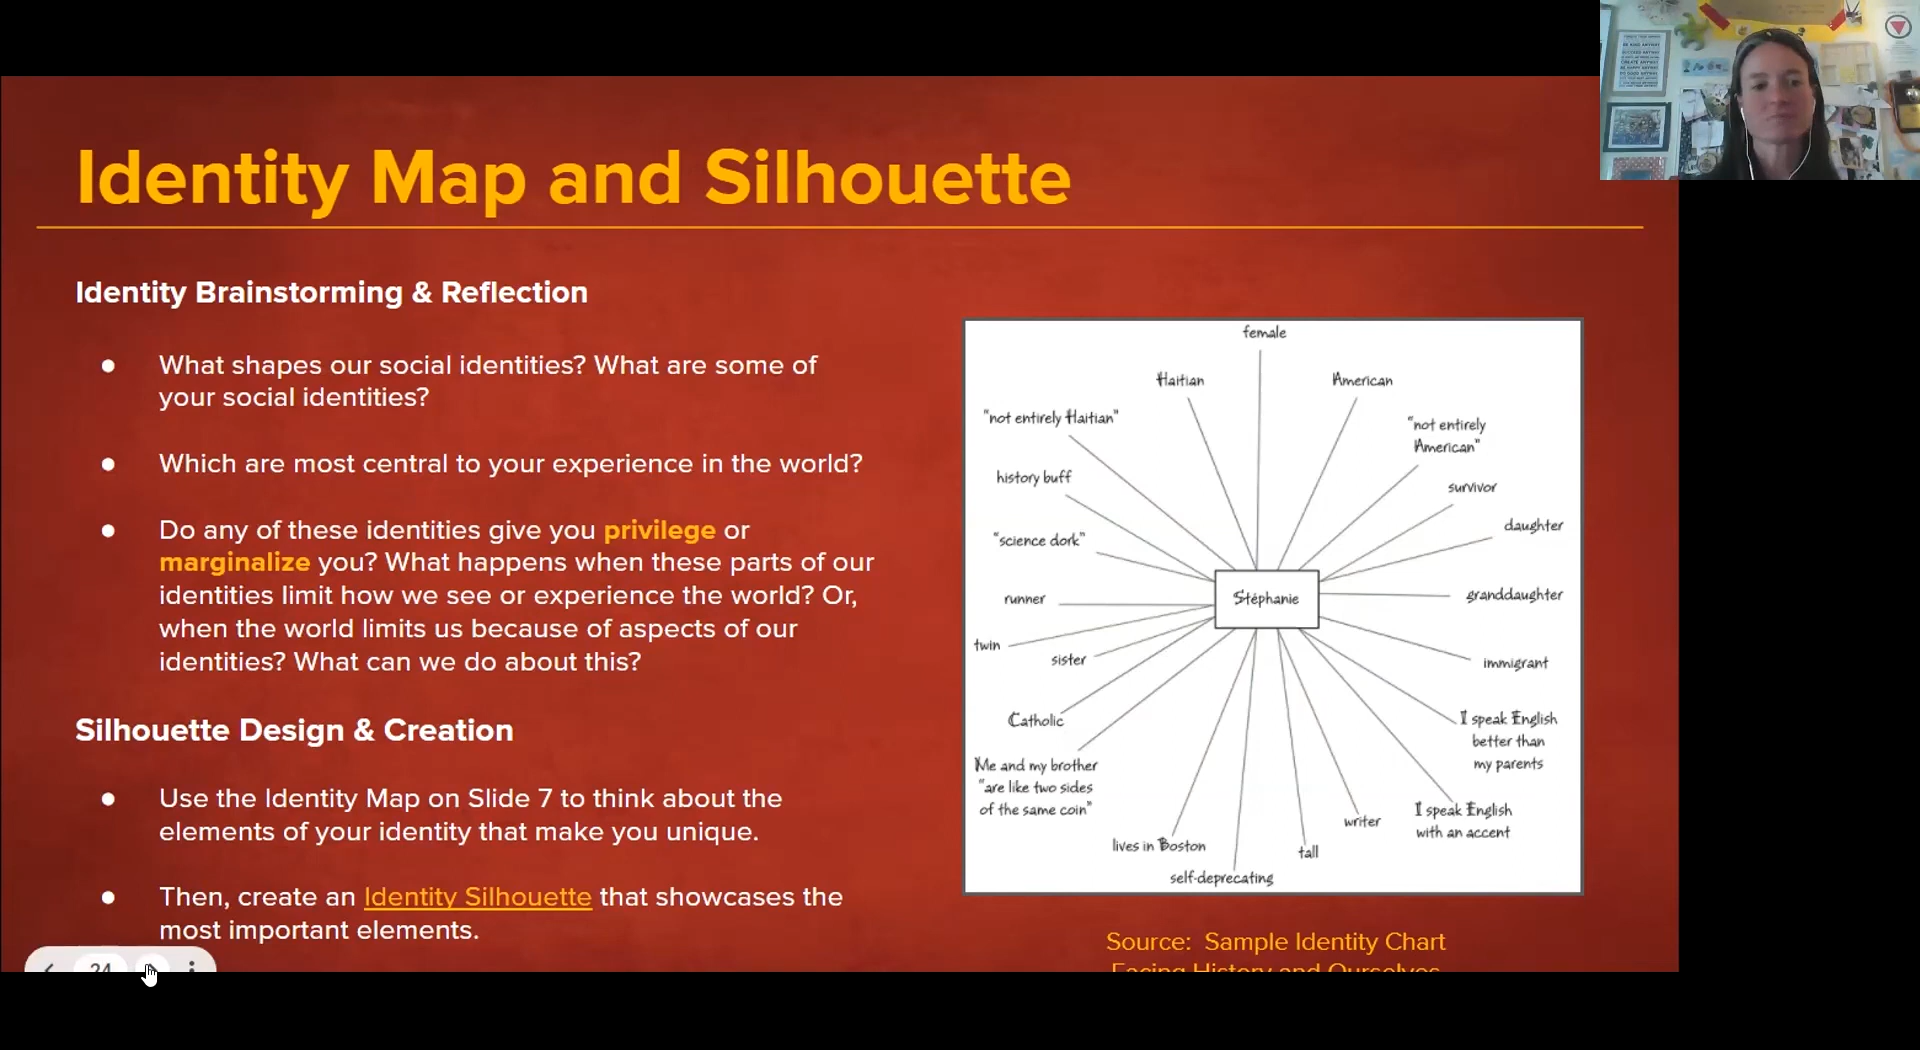 Identity Map and Silhouette
Identity Brainstorming & Reflection
● What shapes our social identities? What are some of
your social identities?
● Which are most central to your experience in the world?
● Do any of these identities give you privilege or
marginalize you? What happens when these parts of our
identities limit how we see or experience the world? Or,
when the world limits us because of aspects of our
identities? What can we do about this?
Silhouette Design & Creation
● Use the Identity Map on Slide 7 to think about the
elements of your identity that make you unique.
● Then, create an Identity Silhouette that showcases the
most important elements.
24
female
Haitian
American
"not entirely Haitian"
"not entirely
American"
history buff
survivor
"science dork"
daughter
runner
Stéphanie
granddaughter
twin
sister
immigrant
Catholic
I speak English
better than
my parents
Me and my brother
"are like two sides
of the same coin"
lives in Boston
self-deprecating
tall
writer
I speak English
with an accent
Source: Sample Identity Chart
Facing History and Ourselves